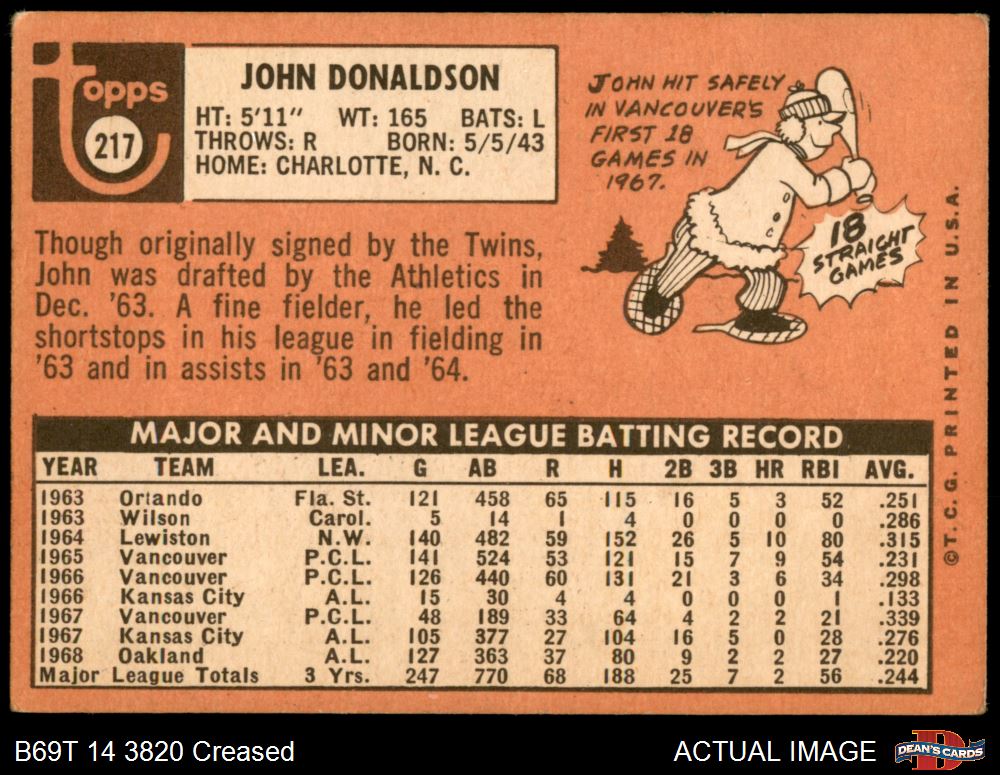 Topps
217
JOHN DONALDSON
HT: 5'11" WT: 165 BATS: L
THROWS: R BORN: 5/5/43
HOME: CHARLOTTE, N. C.
JOHN HIT SAFELY
IN VANCOUVER'S
FIRST 18
GAMES IN
1967.
18
STRAIGHT
GAMES
Though originally signed by the Twins,
John was drafted by the Athletics in
Dec. '63. A fine fielder, he led the
shortstops in his league in fielding in
'63 and in assists in '63 and '64.
MAJOR AND MINOR LEAGUE BATTING RECORD
YEAR TEAM LEA. G AB R H 2B 3B HR RBI AVG.
1963 Orlando Fla. St. 121 458 65 115 16 5 3 52 .251
1963 Wilson Carol. 5 14 1 4 0 0 0 0 .286
1964 Lewiston N.W. 140 482 59 152 26 5 10 80 .315
1965 Vancouver P.C.L. 141 524 53 121 15 7 9 54 .231
1966 Vancouver P.C.L. 126 440 60 131 21 3 6 34 .298
1966 Kansas City A.L. 15 30 4 4 0 0 0 1 .133
1967 Vancouver P.C.L. 48 189 33 64 4 2 2 21 .339
1967 Kansas City A.L. 105 377 27 104 16 5 0 28 .276
1968 Oakland A.L. 127 363 37 80 9 2 2 27 .220
Major League Totals 3 Yrs. 247 770 68 188 25 7 2 56 .244
©T. C. G. PRINTED IN U.S.A.
B69T 14 3820 Creased
ACTUAL IMAGE
D
DEAN'S CARDS